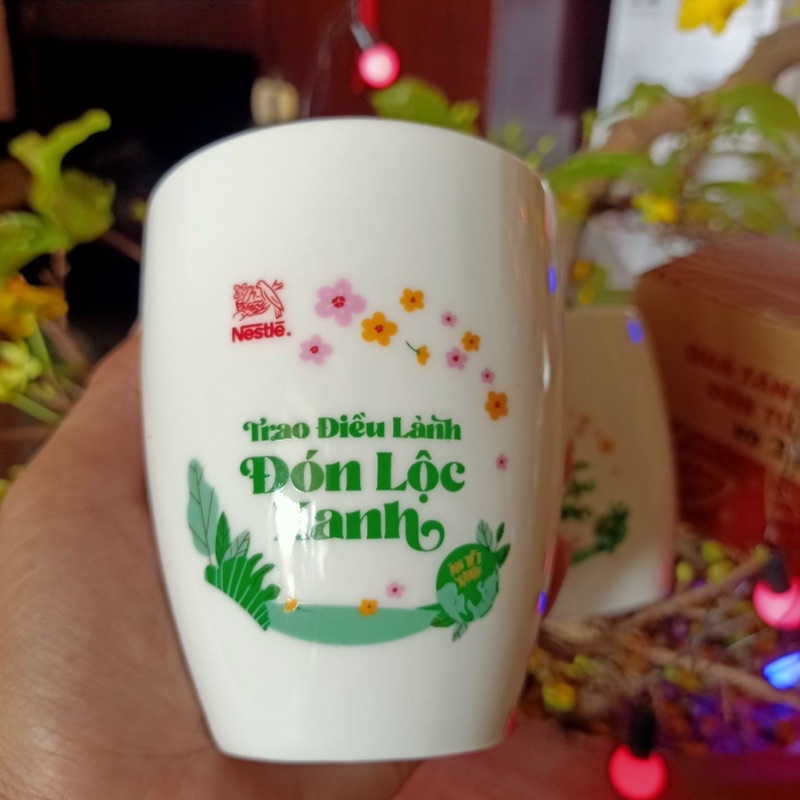 Nestlé
Trao Điều Lành
Đón Lộc
Xanh